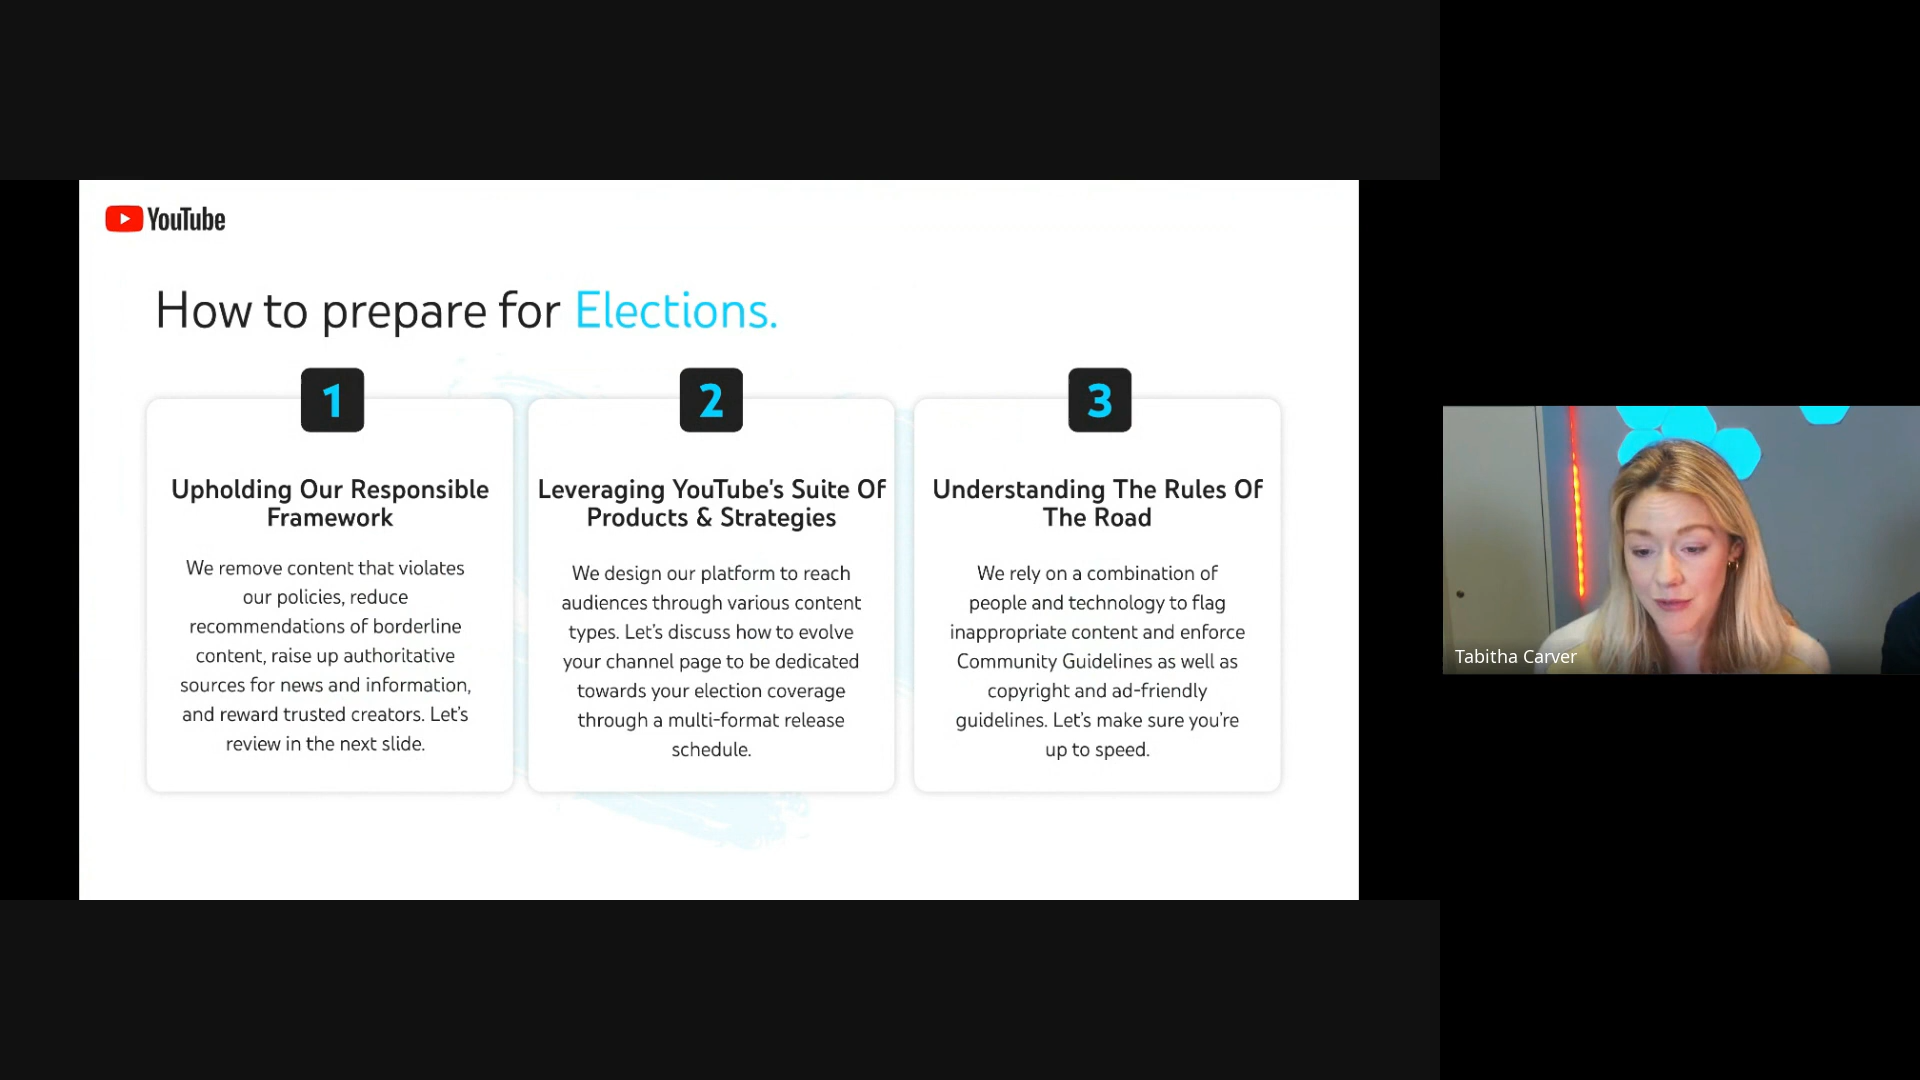 YouTube
How to prepare for Elections.
1
Upholding Our Responsible
Framework
We remove content that violates
our policies, reduce
recommendations of borderline
content, raise up authoritative
sources for news and information,
and reward trusted creators. Let's
review in the next slide.
2
Leveraging YouTube's Suite Of
Products & Strategies
We design our platform to reach
audiences through various content
types. Let's discuss how to evolve
your channel page to be dedicated
towards your election coverage
through a multi-format release
schedule.
3
Understanding The Rules Of
The Road
We rely on a combination of
people and technology to flag
inappropriate content and enforce
Community Guidelines as well as
copyright and ad-friendly
guidelines. Let's make sure you're
up to speed.
Tabitha Carver